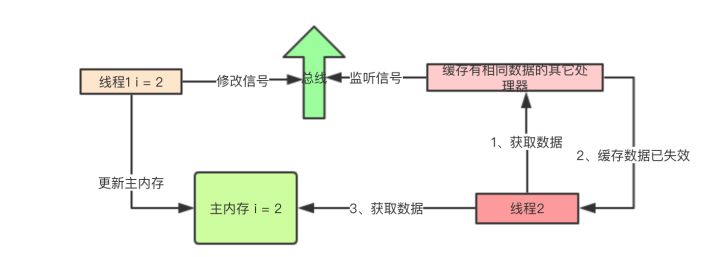 线程1 i = 2
修改信号
总线
监听信号
缓存有相同数据的其它处
理器
1、获取数据
2、缓存数据已失效
更新主内存
主内存 i = 2
3、获取数据
线程2